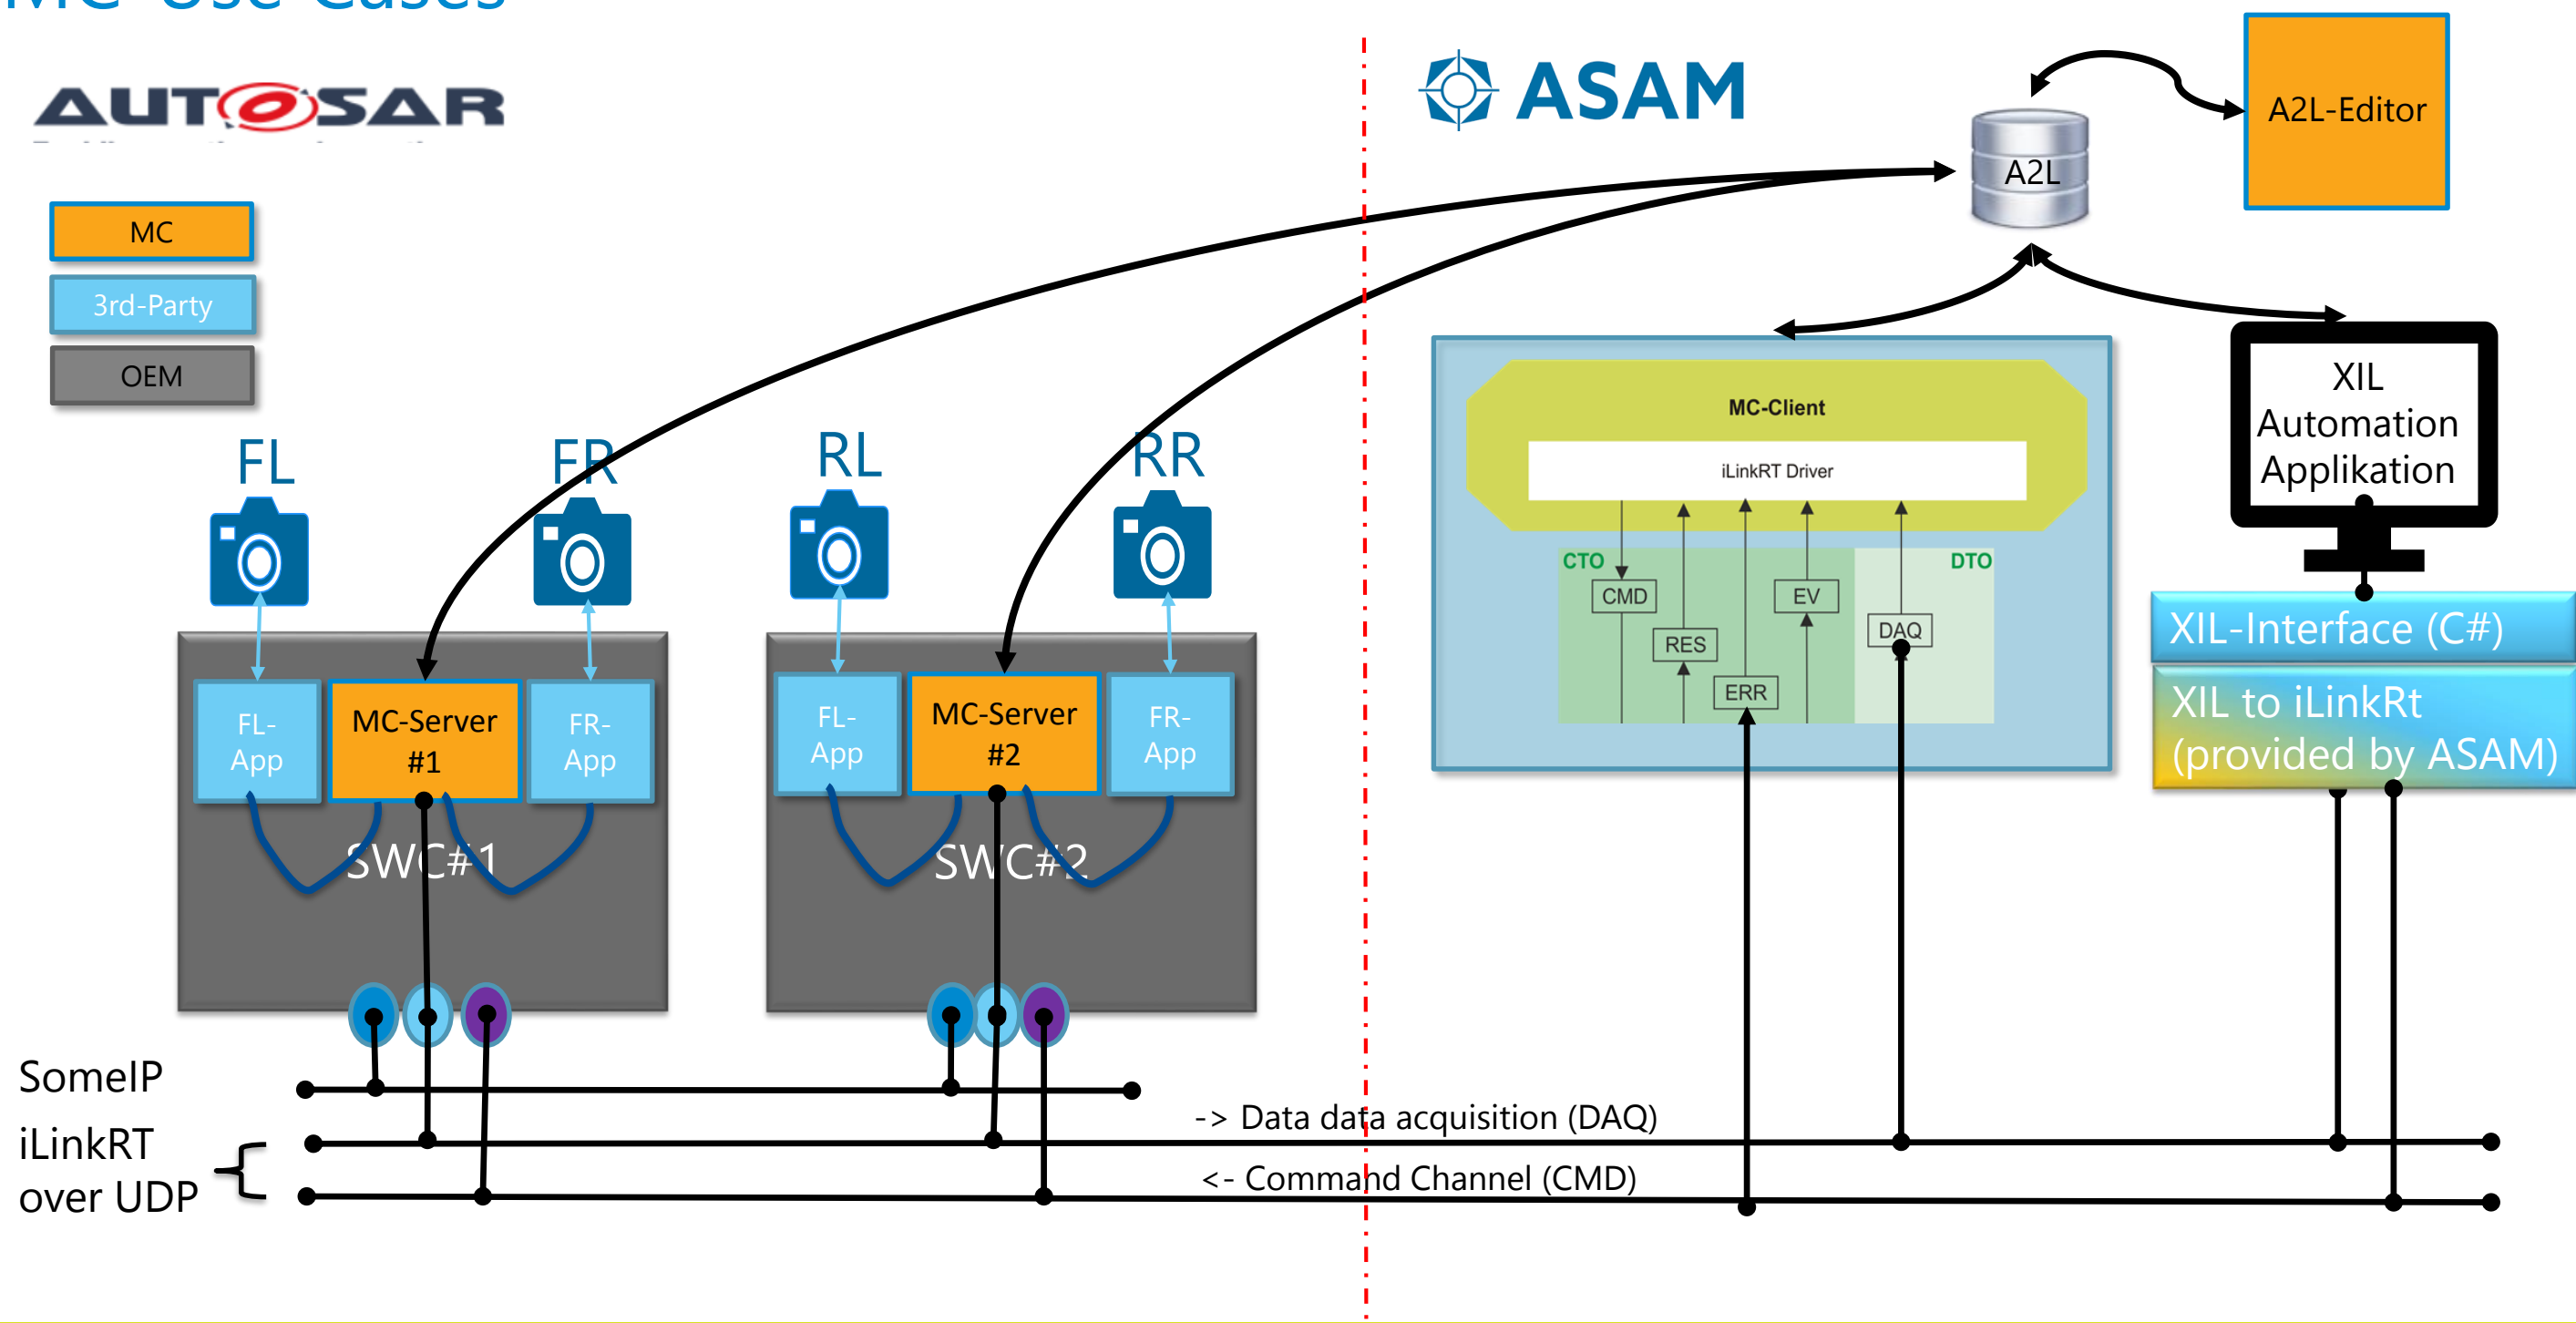 MC Use Cases
AUTOSAR
ASAM
A2L-Editor
A2L
MC
3rd-Party
OEM
FL
FR
RL
RR
MC-Client
iLinkRT Driver
CTO
DTO
CMD
EV
RES
DAQ
ERR
XIL
Automation
Applikation
XIL-Interface (C#)
XIL to iLinkRt
(provided by ASAM)
FL-
App
MC-Server
#1
FR-
App
SWC#1
FL-
App
MC-Server
#2
FR-
App
SWC#2
SomeIP
iLinkRT
over UDP
-> Data data acquisition (DAQ)
<- Command Channel (CMD)